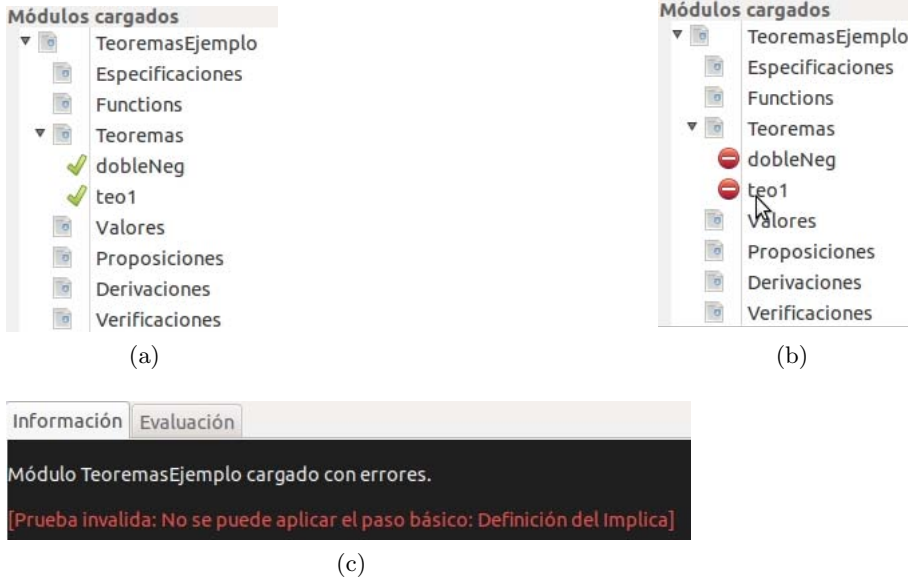 Módulos cargados
TeoremasEjemplo
Especificaciones
Functions
Teoremas
dobleNeg
teo1
Valores
Proposiciones
Derivaciones
Verificaciones
(a)
Módulos cargados
TeoremasEjemplo
Especificaciones
Functions
Teoremas
dobleNeg
teo1
Valores
Proposiciones
Derivaciones
Verificaciones
(b)
Información Evaluación
Módulo TeoremasEjemplo cargado con errores.
[Prueba invalida: No se puede aplicar el paso básico: Definición del Implica]
(c)